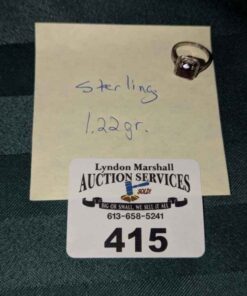 Sterling
1.22gr.
Lyndon Marshall
AUCTION SERVICES
SOLD!
BIG OR SMALL, WE SELL IT ALL
613-658-5241
415